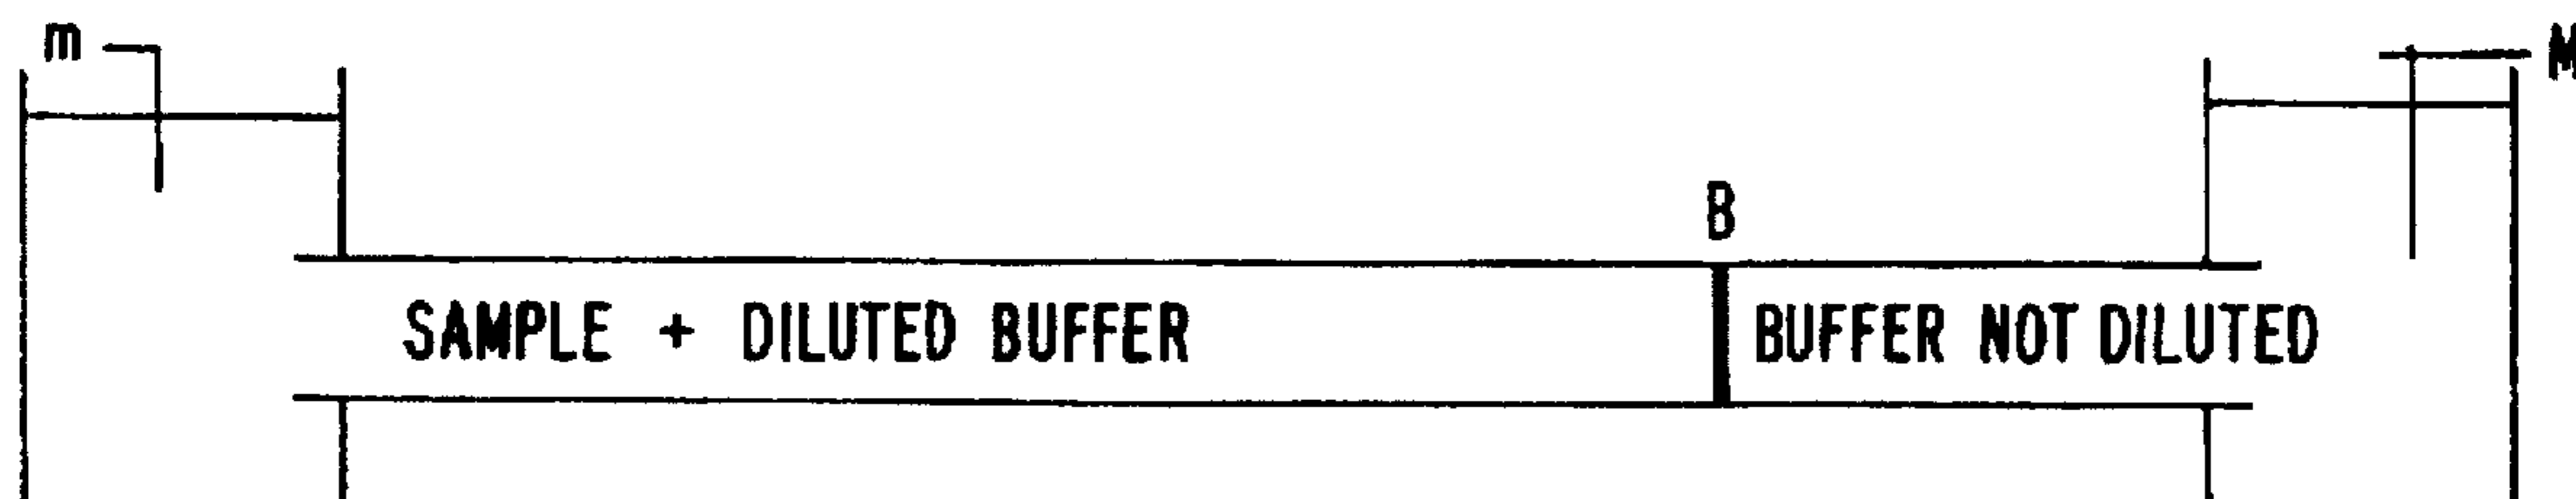 m
M
B
SAMPLE + DILUTED BUFFER
BUFFER NOT DILUTED